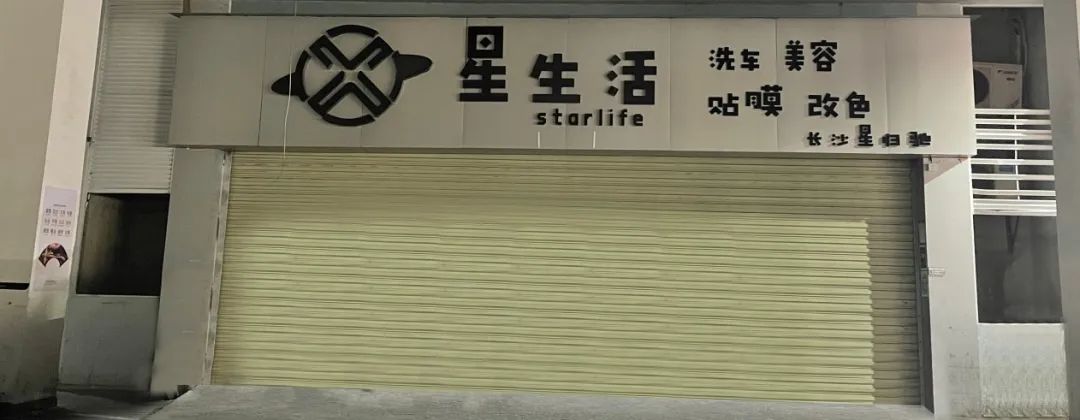 星生活
starlife
洗车 美容
贴膜 改色
长沙星归驰